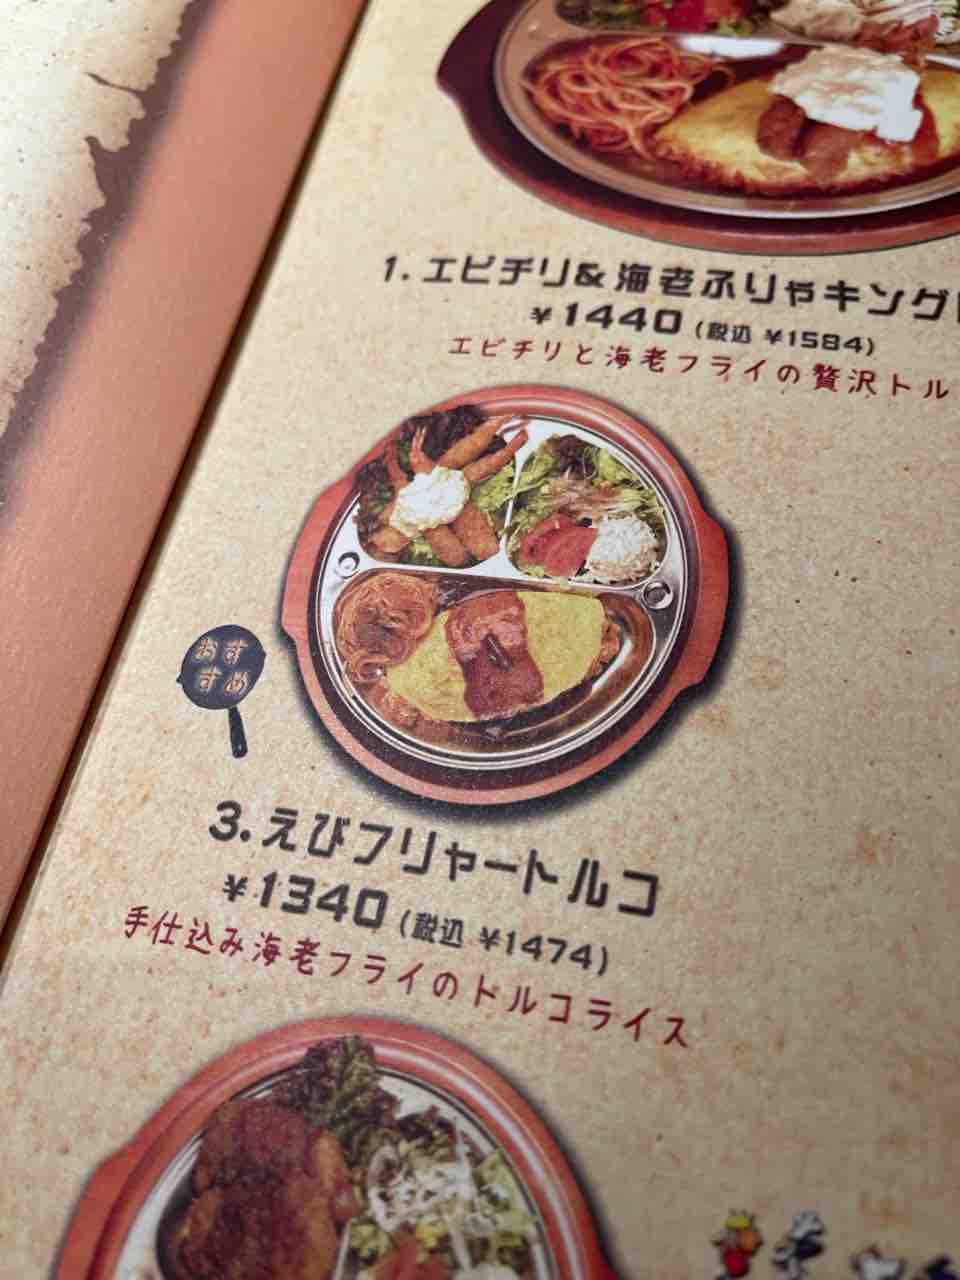 1. エビチリ&海老ふりゃキング
¥1440 (税込 ¥1584)
エビチリと海老フライの贅沢トル
おす
すめ
3. えびフリャートルコ
¥1340 (税込 ¥1474)
手仕込み海老フライのトルコライス